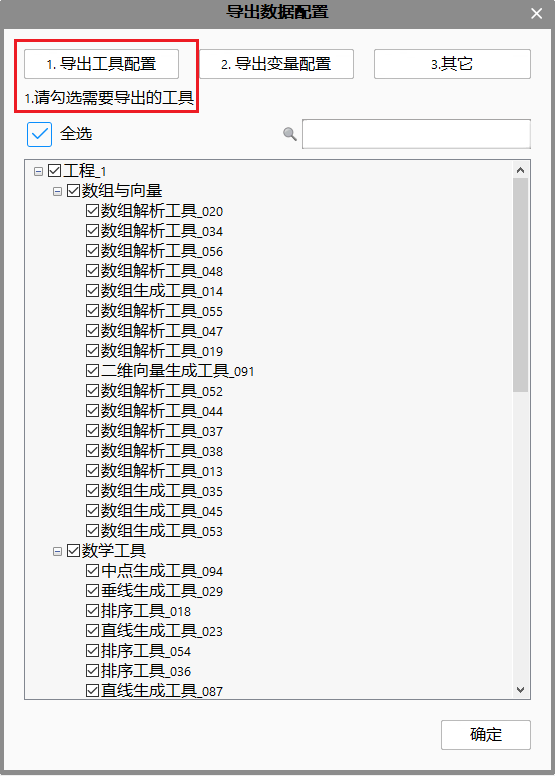 导出数据配置
1. 导出工具配置
2. 导出变量配置
3.其它
1.请勾选需要导出的工具
全选
工程_1
数组与向量
数组解析工具_020
数组解析工具_034
数组解析工具_056
数组解析工具_048
数组生成工具_014
数组解析工具_055
数组解析工具_047
数组解析工具_019
二维向量生成工具_091
数组解析工具_052
数组解析工具_044
数组解析工具_037
数组解析工具_038
数组解析工具_013
数组生成工具_035
数组生成工具_045
数组生成工具_053
数学工具
中点生成工具_094
垂线生成工具_029
排序工具_018
直线生成工具_023
排序工具_054
排序工具_036
直线生成工具_087
确定